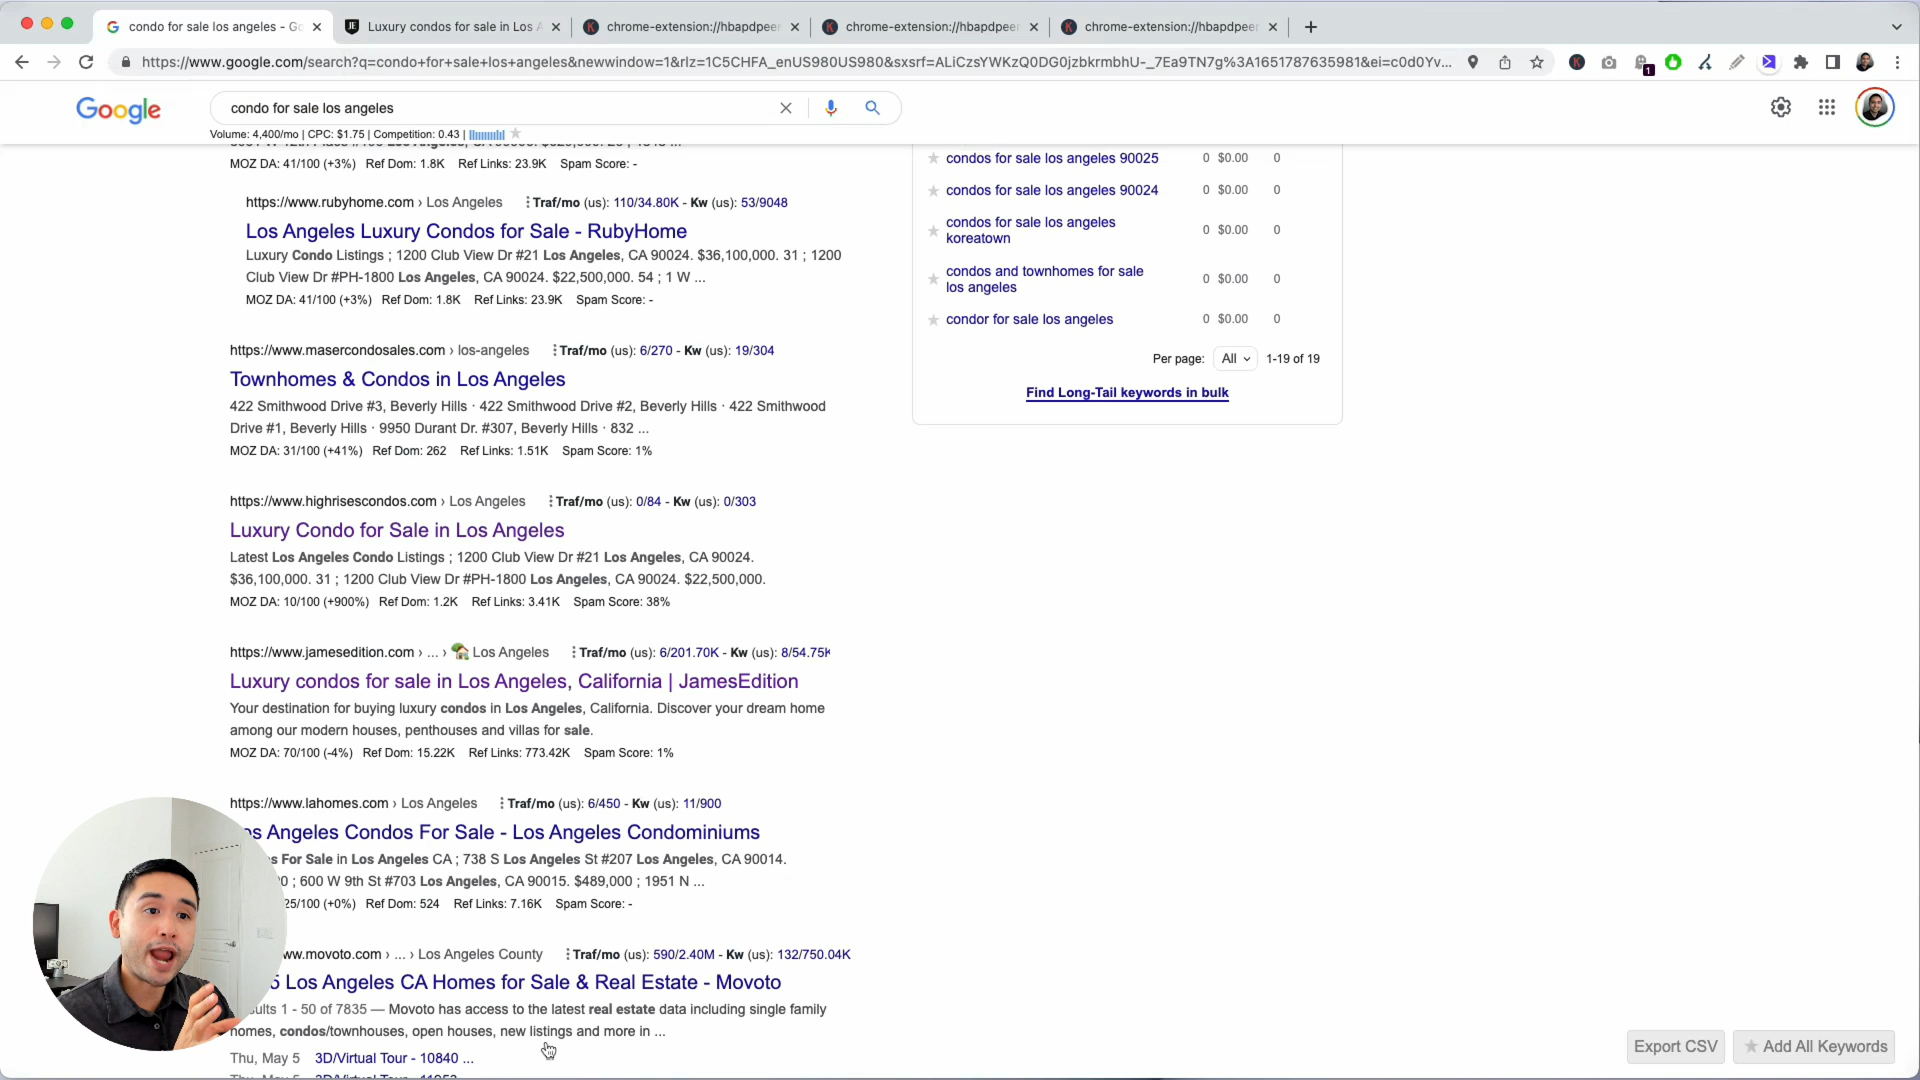 condo for sale los angeles - Go
Luxury condos for sale in Los A
chrome-extension://hbapdpeen
chrome-extension://hbapdpeen
chrome-extension://hbapdpeen
https://www.google.com/search?q=condo+for+sale+los+angeles&newwindow=1&rlz=1C5CHFA_enUS980US980&sxsrf=ALiCzsYWKzQ0DG0jzbkrmbhU-_7Ea9TN7g%3A1651787635981&ei=c0d0Yv...
1
Google
condo for sale los angeles
Volume: 4,400/mo | CPC: $1.75 | Competition: 0.43 |
MOZ DA: 41/100 (+3%) Ref Dom: 1.8K Ref Links: 23.9K Spam Score: -
https://www.rubyhome.com › Los Angeles Traf/mo (us): 110/34.80K - Kw (us): 53/9048
Los Angeles Luxury Condos for Sale - RubyHome
Luxury Condo Listings ; 1200 Club View Dr #21 Los Angeles, CA 90024. $36,100,000. 31 ; 1200
Club View Dr #PH-1800 Los Angeles, CA 90024. $22,500,000. 54 ; 1 W ...
MOZ DA: 41/100 (+3%) Ref Dom: 1.8K Ref Links: 23.9K Spam Score: -
https://www.masercondosales.com › los-angeles Traf/mo (us): 6/270 - Kw (us): 19/304
Townhomes & Condos in Los Angeles
422 Smithwood Drive #3, Beverly Hills · 422 Smithwood Drive #2, Beverly Hills · 422 Smithwood
Drive #1, Beverly Hills · 9950 Durant Dr. #307, Beverly Hills · 832 ...
MOZ DA: 31/100 (+41%) Ref Dom: 262 Ref Links: 1.51K Spam Score: 1%
https://www.highrisescondos.com › Los Angeles Traf/mo (us): 0/84 - Kw (us): 0/303
Luxury Condo for Sale in Los Angeles
Latest Los Angeles Condo Listings ; 1200 Club View Dr #21 Los Angeles, CA 90024.
$36,100,000. 31 ; 1200 Club View Dr #PH-1800 Los Angeles, CA 90024. $22,500,000.
MOZ DA: 10/100 (+900%) Ref Dom: 1.2K Ref Links: 3.41K Spam Score: 38%
https://www.jamesedition.com › ... › Los Angeles Traf/mo (us): 6/201.70K - Kw (us): 8/54.75K
Luxury condos for sale in Los Angeles, California | JamesEdition
Your destination for buying luxury condos in Los Angeles, California. Discover your dream home
among our modern houses, penthouses and villas for sale.
MOZ DA: 70/100 (-4%) Ref Dom: 15.22K Ref Links: 773.42K Spam Score: 1%
https://www.lahomes.com › Los Angeles Traf/mo (us): 6/450 - Kw (us): 11/900
os Angeles Condos For Sale - Los Angeles Condominiums
s For Sale in Los Angeles CA ; 738 S Los Angeles St #207 Los Angeles, CA 90014.
0 ; 600 W 9th St #703 Los Angeles, CA 90015. $489,000 ; 1951 N ...
25/100 (+0%) Ref Dom: 524 Ref Links: 7.16K Spam Score: -
ww.movoto.com › ... › Los Angeles County Traf/mo (us): 590/2.40M - Kw (us): 132/750.04K
5 Los Angeles CA Homes for Sale & Real Estate - Movoto
sults 1 - 50 of 7835 — Movoto has access to the latest real estate data including single family
homes, condos/townhouses, open houses, new listings and more in ...
Thu, May 5 3D/Virtual Tour - 10840 ...
condos for sale los angeles 90025 0 $0.00 0
condos for sale los angeles 90024 0 $0.00 0
condos for sale los angeles
koreatown 0 $0.00 0
condos and townhomes for sale
los angeles 0 $0.00 0
condor for sale los angeles 0 $0.00 0
Per page: All 1-19 of 19
Find Long-Tail keywords in bulk
Export CSV
Add All Keywords